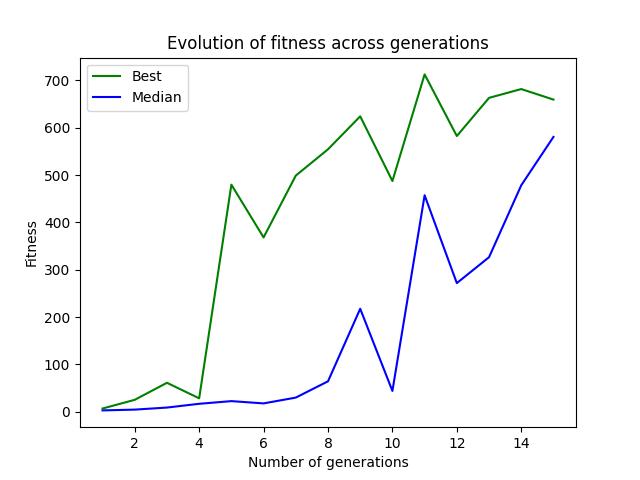 Evolution of fitness across generations
Best
Median
700
600
500
400
300
200
100
0
Fitness
2 4 6 8 10 12 14
Number of generations